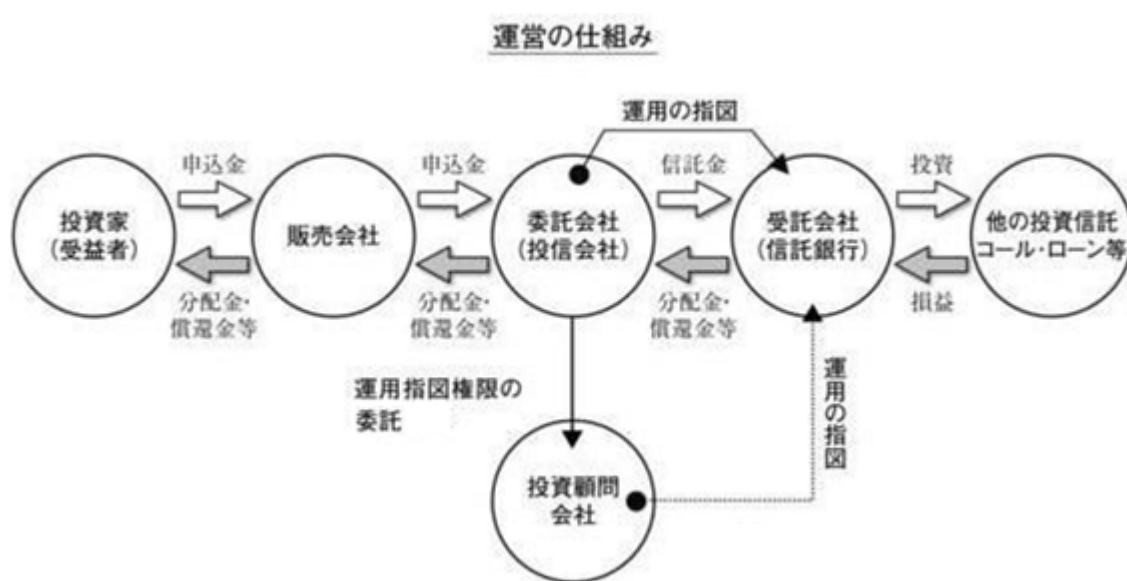 運営の仕組み
運用の指図
申込金
申込金
信託金
投資
投資家
(受益者)
販売会社
委託会社
(投信会社)
受託会社
(信託銀行)
他の投資信託
コール・ローン等
分配金・
償還金等
分配金・
償還金等
分配金・
償還金等
損益
運用指図権限の
委託
運用の指図
投資顧問
会社